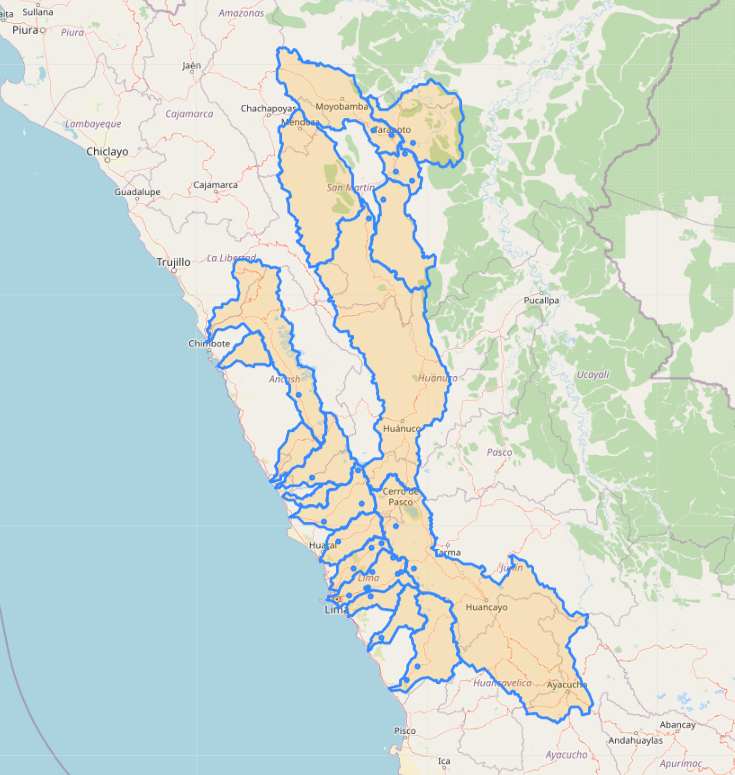 Amazonas
aita
Sullana
Piura
Piura
Jaén
Moyobamba
Chachapoyas
Cajamarca
Mendoza
Tarapoto
Lambayeque
Chiclayo
San Martín
Guadalupe
Cajamarca
La Libertad
Trujillo
Pucallpa
Chimbote
Ancash
Huánuco
Ucayali
Huánuco
Pasco
Cerro de
Pasco
Huaral
Tarma
Junín
Lima
Lima
Huancayo
Huancavelica
Ayacucho
Pisco
Abancay
Andahuaylas
Ica
Ayacucho
Apurímac